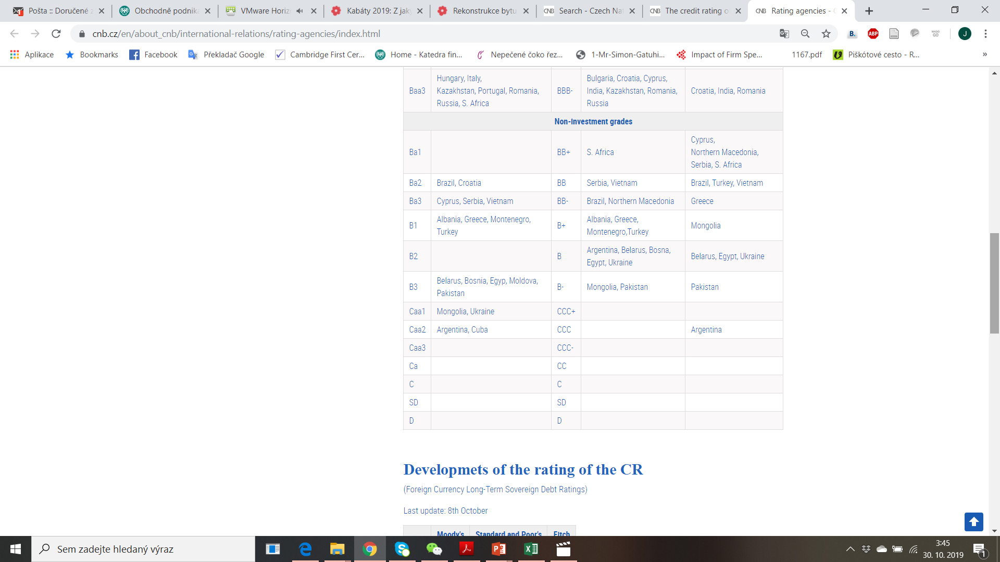 Pošta :: Doručené z
Obchodně podnik
VMware Horiz
Kabáty 2019: Z jak
Rekonstrukce bytu
CNB Search - Czech Na
CNB The credit rating o
CNB Rating agencies -
cnb.cz/en/about_cnb/international-relations/rating-agencies/index.html
B. ABP MAGIC GO J
Aplikace Bookmarks Facebook Překladač Google Cambridge First Cer... Home - Katedra fin... Nepečené čoko řez... 1-Mr-Simon-Gatuhi... Impact of Firm Spe... 1167.pdf Piškótové cesto - R... »
Hungary, Italy, Bulgaria, Croatia, Cyprus,
Baa3 Kazakhstan, Portugal, Romania, BBB- India, Kazakhstan, Romania, Croatia, India, Romania
Russia, S. Africa Russia
Non-investment grades
Cyprus,
Ba1 BB+ S. Africa Northern Macedonia,
Serbia, S. Africa
Ba2 Brazil, Croatia BB Serbia, Vietnam Brazil, Turkey, Vietnam
Ba3 Cyprus, Serbia, Vietnam BB- Brazil, Northern Macedonia Greece
Albania, Greece, Montenegro, Albania, Greece,
B1 B+ Mongolia
Turkey Montenegro,Turkey
Argentina, Belarus, Bosna,
B2 B Belarus, Egypt, Ukraine
Egypt, Ukraine
Belarus, Bosnia, Egyp, Moldova,
B3 B- Mongolia, Pakistan Pakistan
Pakistan
Caa1 Mongolia, Ukraine CCC+
Caa2 Argentina, Cuba CCC Argentina
Caa3 CCC-
Ca CC
C C
SD SD
D D
Developmets of the rating of the CR
(Foreign Currency Long-Term Sovereign Debt Ratings)
Last update: 8th October
Moody's Standard and Poor's Fitch
Sem zadejte hledaný výraz
3:45
30. 10. 2019
1